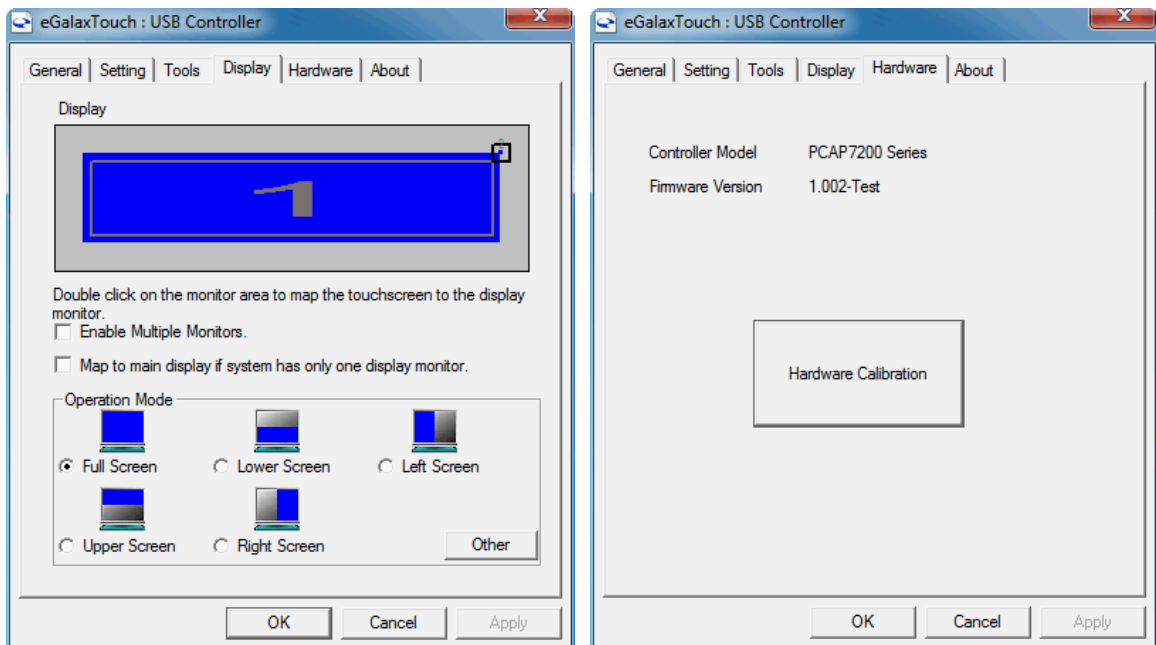 eGalaxTouch : USB Controller
General Setting Tools Display Hardware About
Display
1
Double click on the monitor area to map the touchscreen to the display
monitor.
Enable Multiple Monitors.
Map to main display if system has only one display monitor.
Operation Mode
Full Screen Lower Screen Left Screen
Upper Screen Right Screen Other
OK Cancel Apply
eGalaxTouch : USB Controller
General Setting Tools Display Hardware About
Controller Model PCAP7200 Series
Firmware Version 1.002-Test
Hardware Calibration
OK Cancel Apply